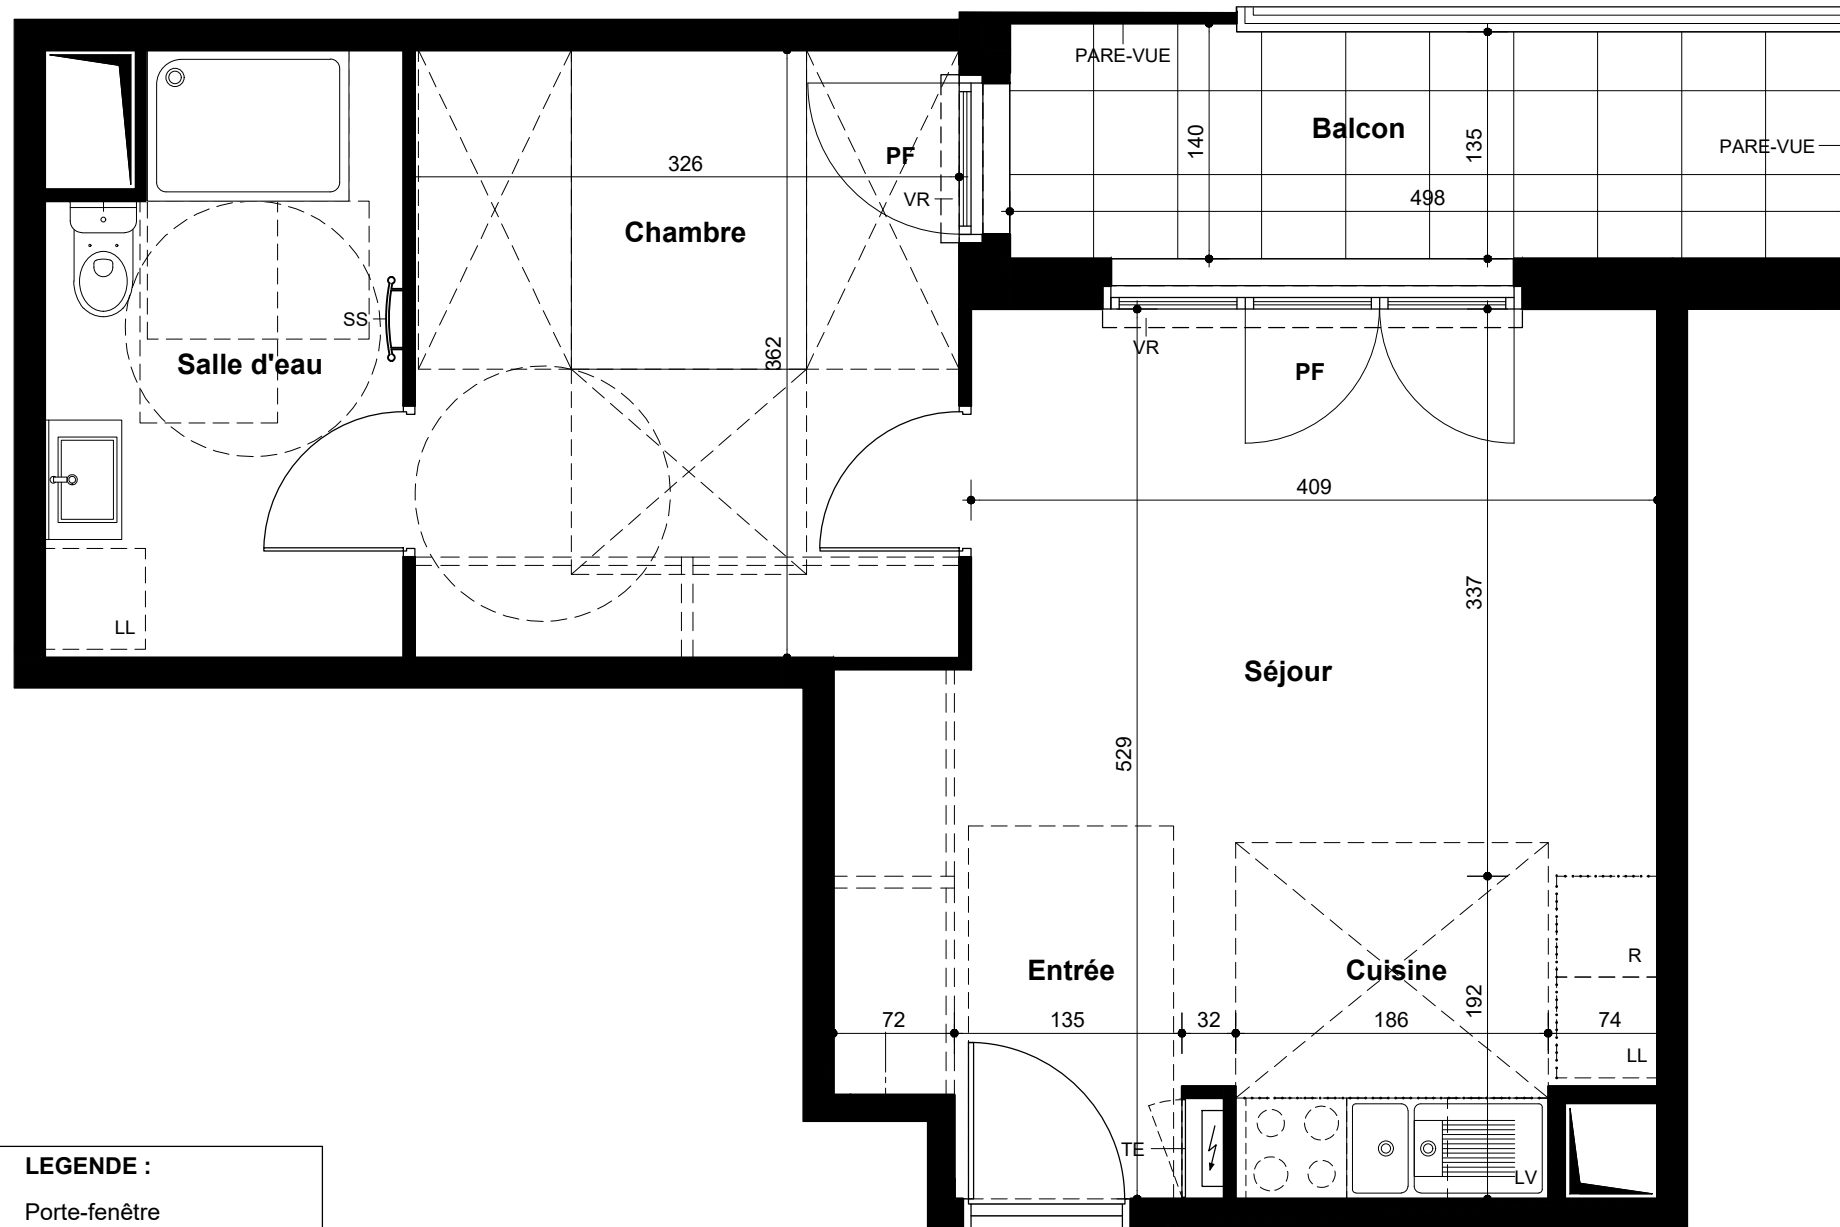 PARE-VUE
Balcon
140
135
PARE-VUE
498
326
PF
VR
Chambre
362
SS
Salle d'eau
LL
VR
PF
409
337
Séjour
529
Entrée
Cuisine
R
192
72
135
32
186
74
LL
TE
LV
LEGENDE :
Porte-fenêtre